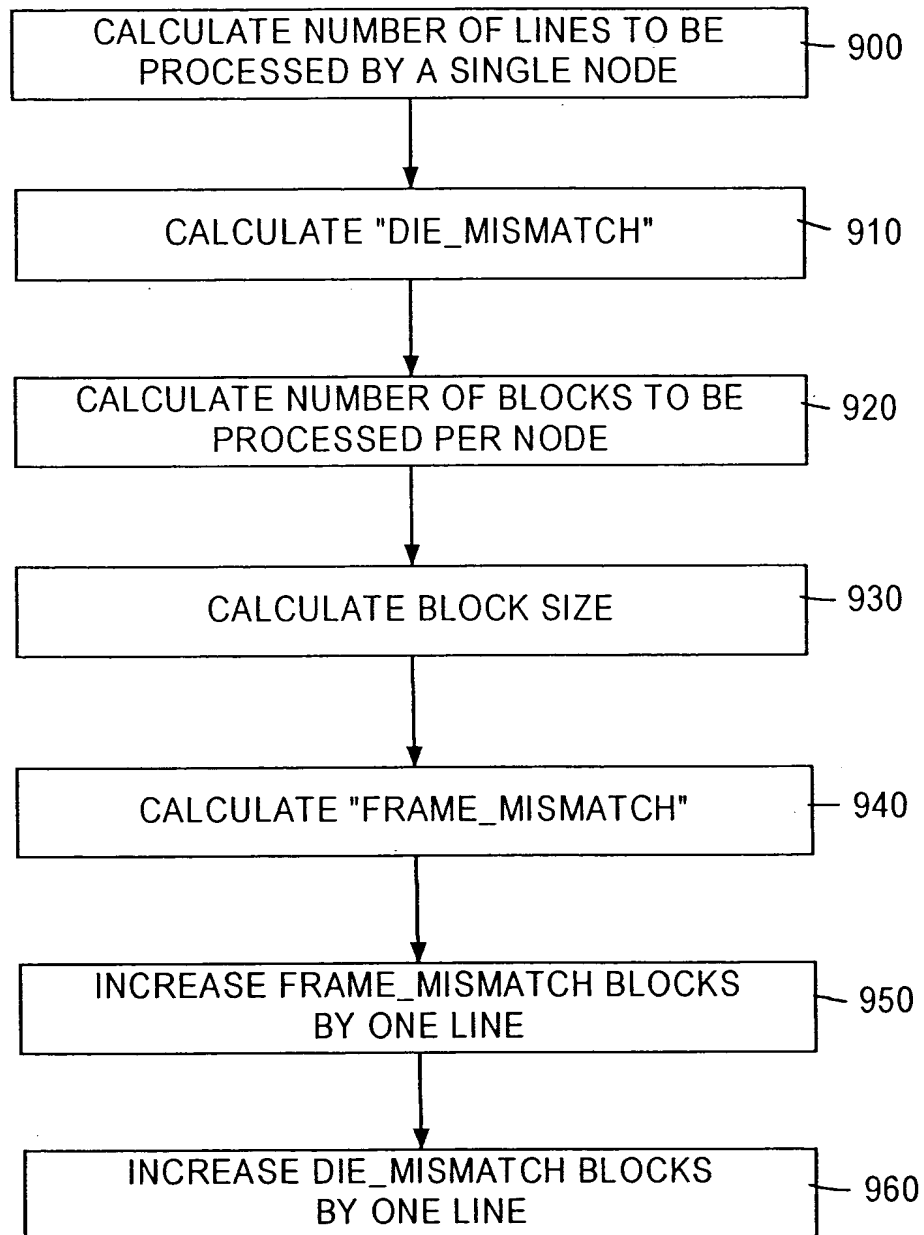 CALCULATE NUMBER OF LINES TO BE
PROCESSED BY A SINGLE NODE
900
CALCULATE "DIE_MISMATCH"
910
CALCULATE NUMBER OF BLOCKS TO BE
PROCESSED PER NODE
920
CALCULATE BLOCK SIZE
930
CALCULATE "FRAME_MISMATCH"
940
INCREASE FRAME_MISMATCH BLOCKS
BY ONE LINE
950
INCREASE DIE_MISMATCH BLOCKS
BY ONE LINE
960